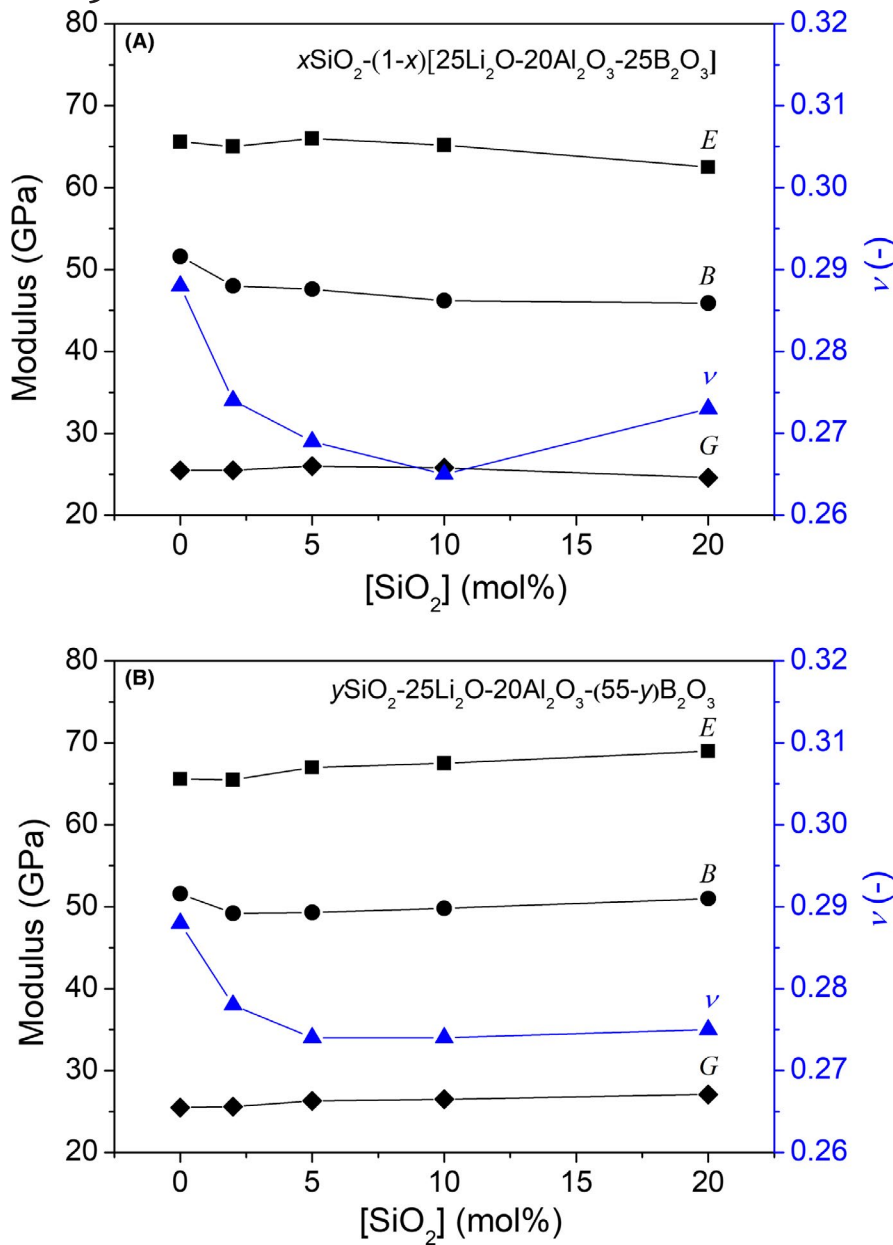 80
0.32
(A)
xSiO₂-(1-x)[25Li₂O-20Al₂O₃-25B₂O₃]
70
0.31
E
60
0.30
Modulus (GPa)
50
B
0.29
ν (-)
40
0.28
ν
30
G
0.27
20
0.26
0 5 10 15 20
[SiO₂] (mol%)
80
0.32
(B)
ySiO₂-25Li₂O-20Al₂O₃-(55-y)B₂O₃
E
70
0.31
60
0.30
Modulus (GPa)
B
50
0.29
ν (-)
40
0.28
ν
30
G
0.27
20
0.26
0 5 10 15 20
[SiO₂] (mol%)